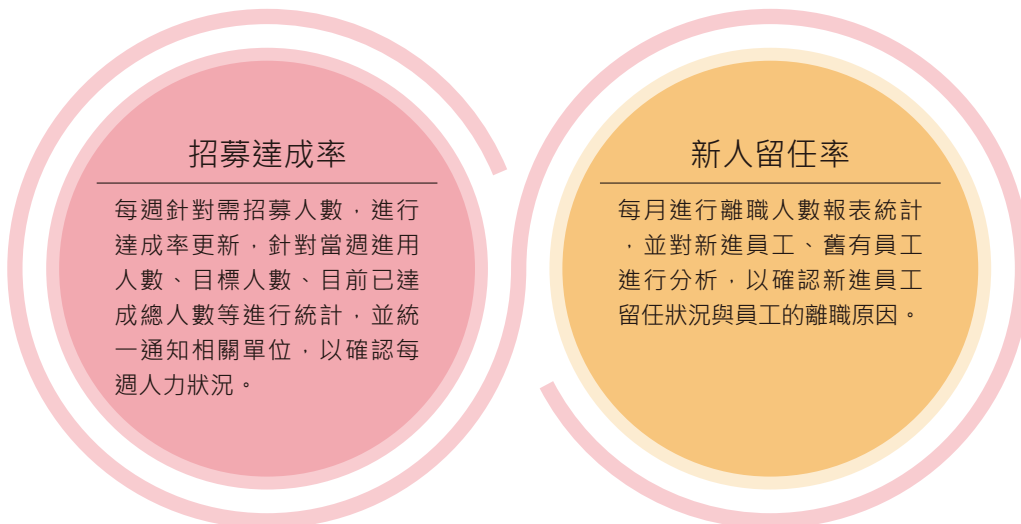 招募達成率
每週針對需招募人數，進行
達成率更新，針對當週進用
人數、目標人數、目前已達
成總人數等進行統計，並統
一通知相關單位，以確認每
週人力狀況。
新人留任率
每月進行離職人數報表統計
，並對新進員工、舊有員工
進行分析，以確認新進員工
留任狀況與員工的離職原因。